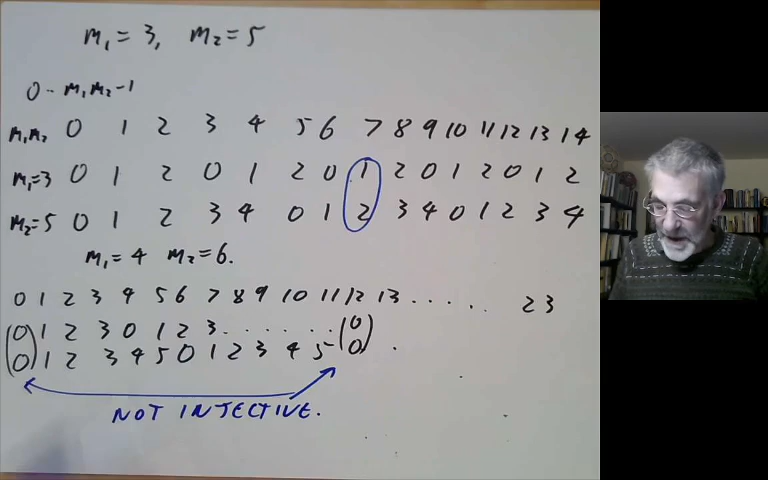 m₁ = 3, m₂ = 5
0 - m₁m₂-1
m₁m₂ 0 1 2 3 4 5 6 7 8 9 10 11 12 13 14
m₁=3 0 1 2 0 1 2 0 1 2 0 1 2 0 1 2
m₂=5 0 1 2 3 4 0 1 2 3 4 0 1 2 3 4
m₁ = 4 m₂ = 6.
0 1 2 3 4 5 6 7 8 9 10 11 12 13 ...... 23
(0) 1 2 3 0 1 2 3........(0)
(0) 1 2 3 4 5 0 1 2 3 4 5 (0) .
NOT INJECTIVE.